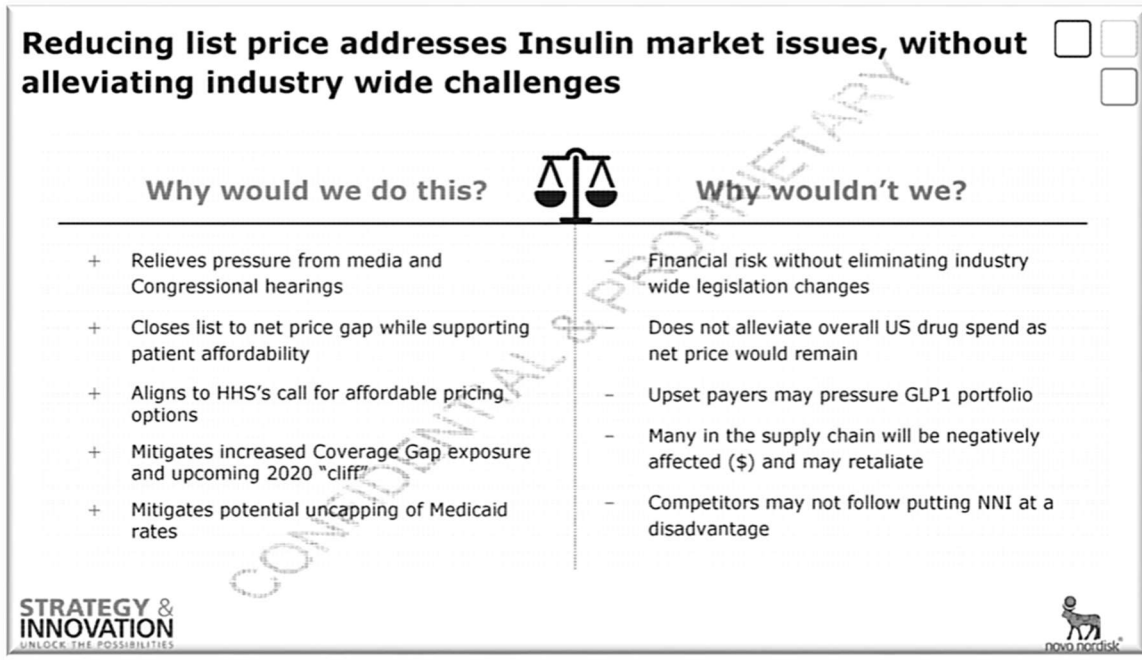 Reducing list price addresses Insulin market issues, without
alleviating industry wide challenges
Why would we do this?
+ Relieves pressure from media and
Congressional hearings
+ Closes list to net price gap while supporting
patient affordability
+ Aligns to HHS's call for affordable pricing
options
+ Mitigates increased Coverage Gap exposure
and upcoming 2020 "cliff"
+ Mitigates potential uncapping of Medicaid
rates
Why wouldn't we?
– Financial risk without eliminating industry
wide legislation changes
– Does not alleviate overall US drug spend as
net price would remain
– Upset payers may pressure GLP1 portfolio
– Many in the supply chain will be negatively
affected ($) and may retaliate
– Competitors may not follow putting NNI at a
disadvantage
CONFIDENTIAL & PROPRIETARY
STRATEGY &
INNOVATION
UNLOCK THE POSSIBILITIES
novo nordisk®